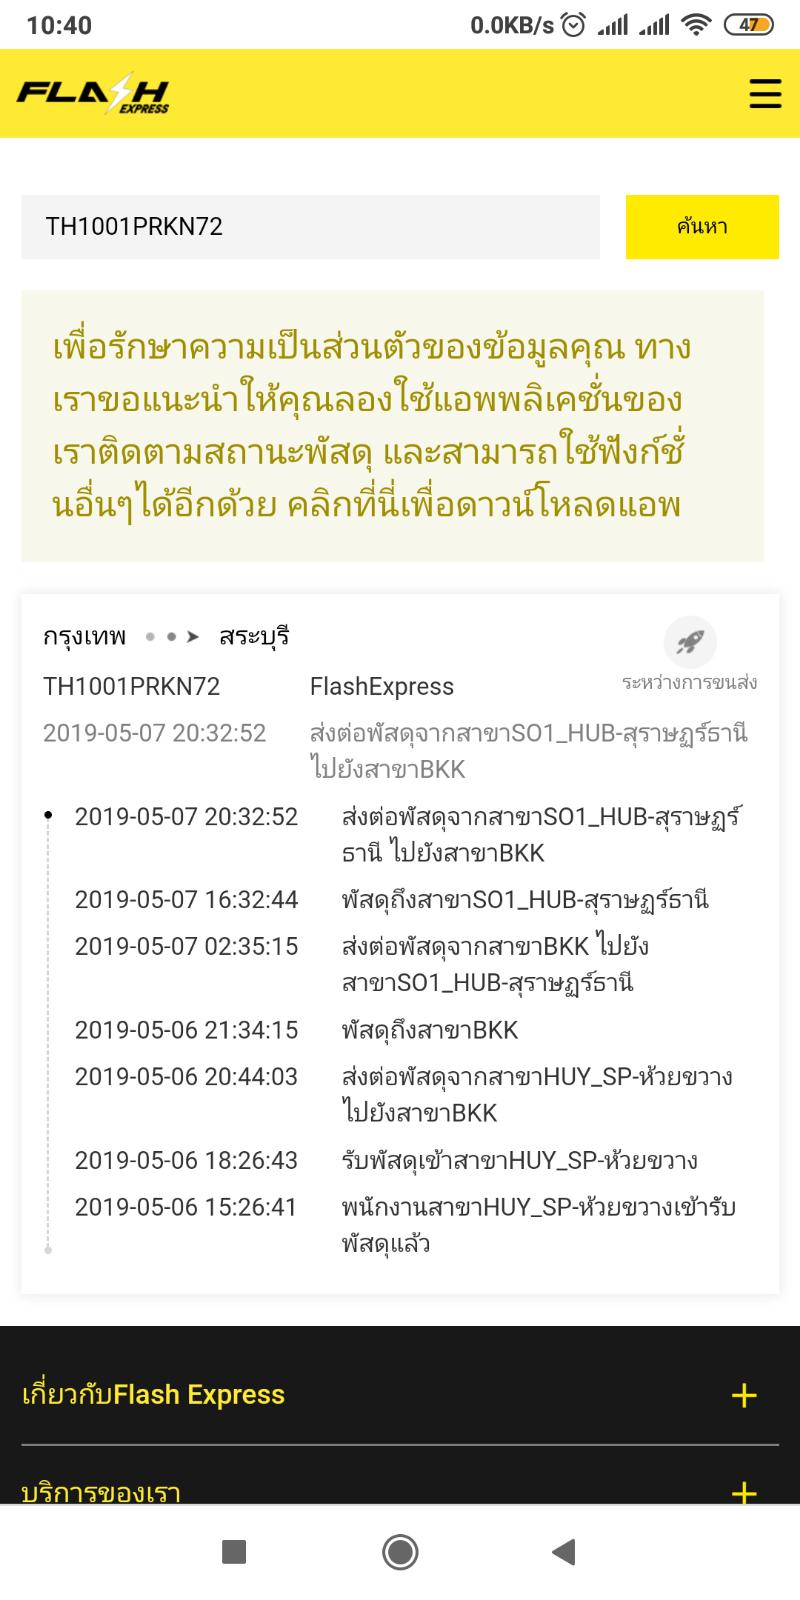 10:40
0.0KB/s
47
FLASH
EXPRESS
TH1001PRKN72
ค้นหา
เพื่อรักษาความเป็นส่วนตัวของข้อมูลคุณ ทาง
เราขอแนะนำให้คุณลองใช้แอพพลิเคชั่นของ
เราติดตามสถานะพัสดุ และสามารถใช้ฟังก์ชั่
นอื่นๆได้อีกด้วย คลิกที่นี่เพื่อดาวน์โหลดแอพ
กรุงเทพ สระบุรี
ระหว่างการขนส่ง
TH1001PRKN72 FlashExpress
2019-05-07 20:32:52 ส่งต่อพัสดุจากสาขาSO1_HUB-สุราษฏร์ธานี
ไปยังสาขาBKK
2019-05-07 20:32:52 ส่งต่อพัสดุจากสาขาSO1_HUB-สุราษฏร์
ธานี ไปยังสาขาBKK
2019-05-07 16:32:44 พัสดุถึงสาขาSO1_HUB-สุราษฏร์ธานี
2019-05-07 02:35:15 ส่งต่อพัสดุจากสาขาBKK ไปยัง
สาขาSO1_HUB-สุราษฏร์ธานี
2019-05-06 21:34:15 พัสดุถึงสาขาBKK
2019-05-06 20:44:03 ส่งต่อพัสดุจากสาขาHUY_SP-ห้วยขวาง
ไปยังสาขาBKK
2019-05-06 18:26:43 รับพัสดุเข้าสาขาHUY_SP-ห้วยขวาง
2019-05-06 15:26:41 พนักงานสาขาHUY_SP-ห้วยขวางเข้ารับ
พัสดุแล้ว
เกี่ยวกับFlash Express
บริการของเรา